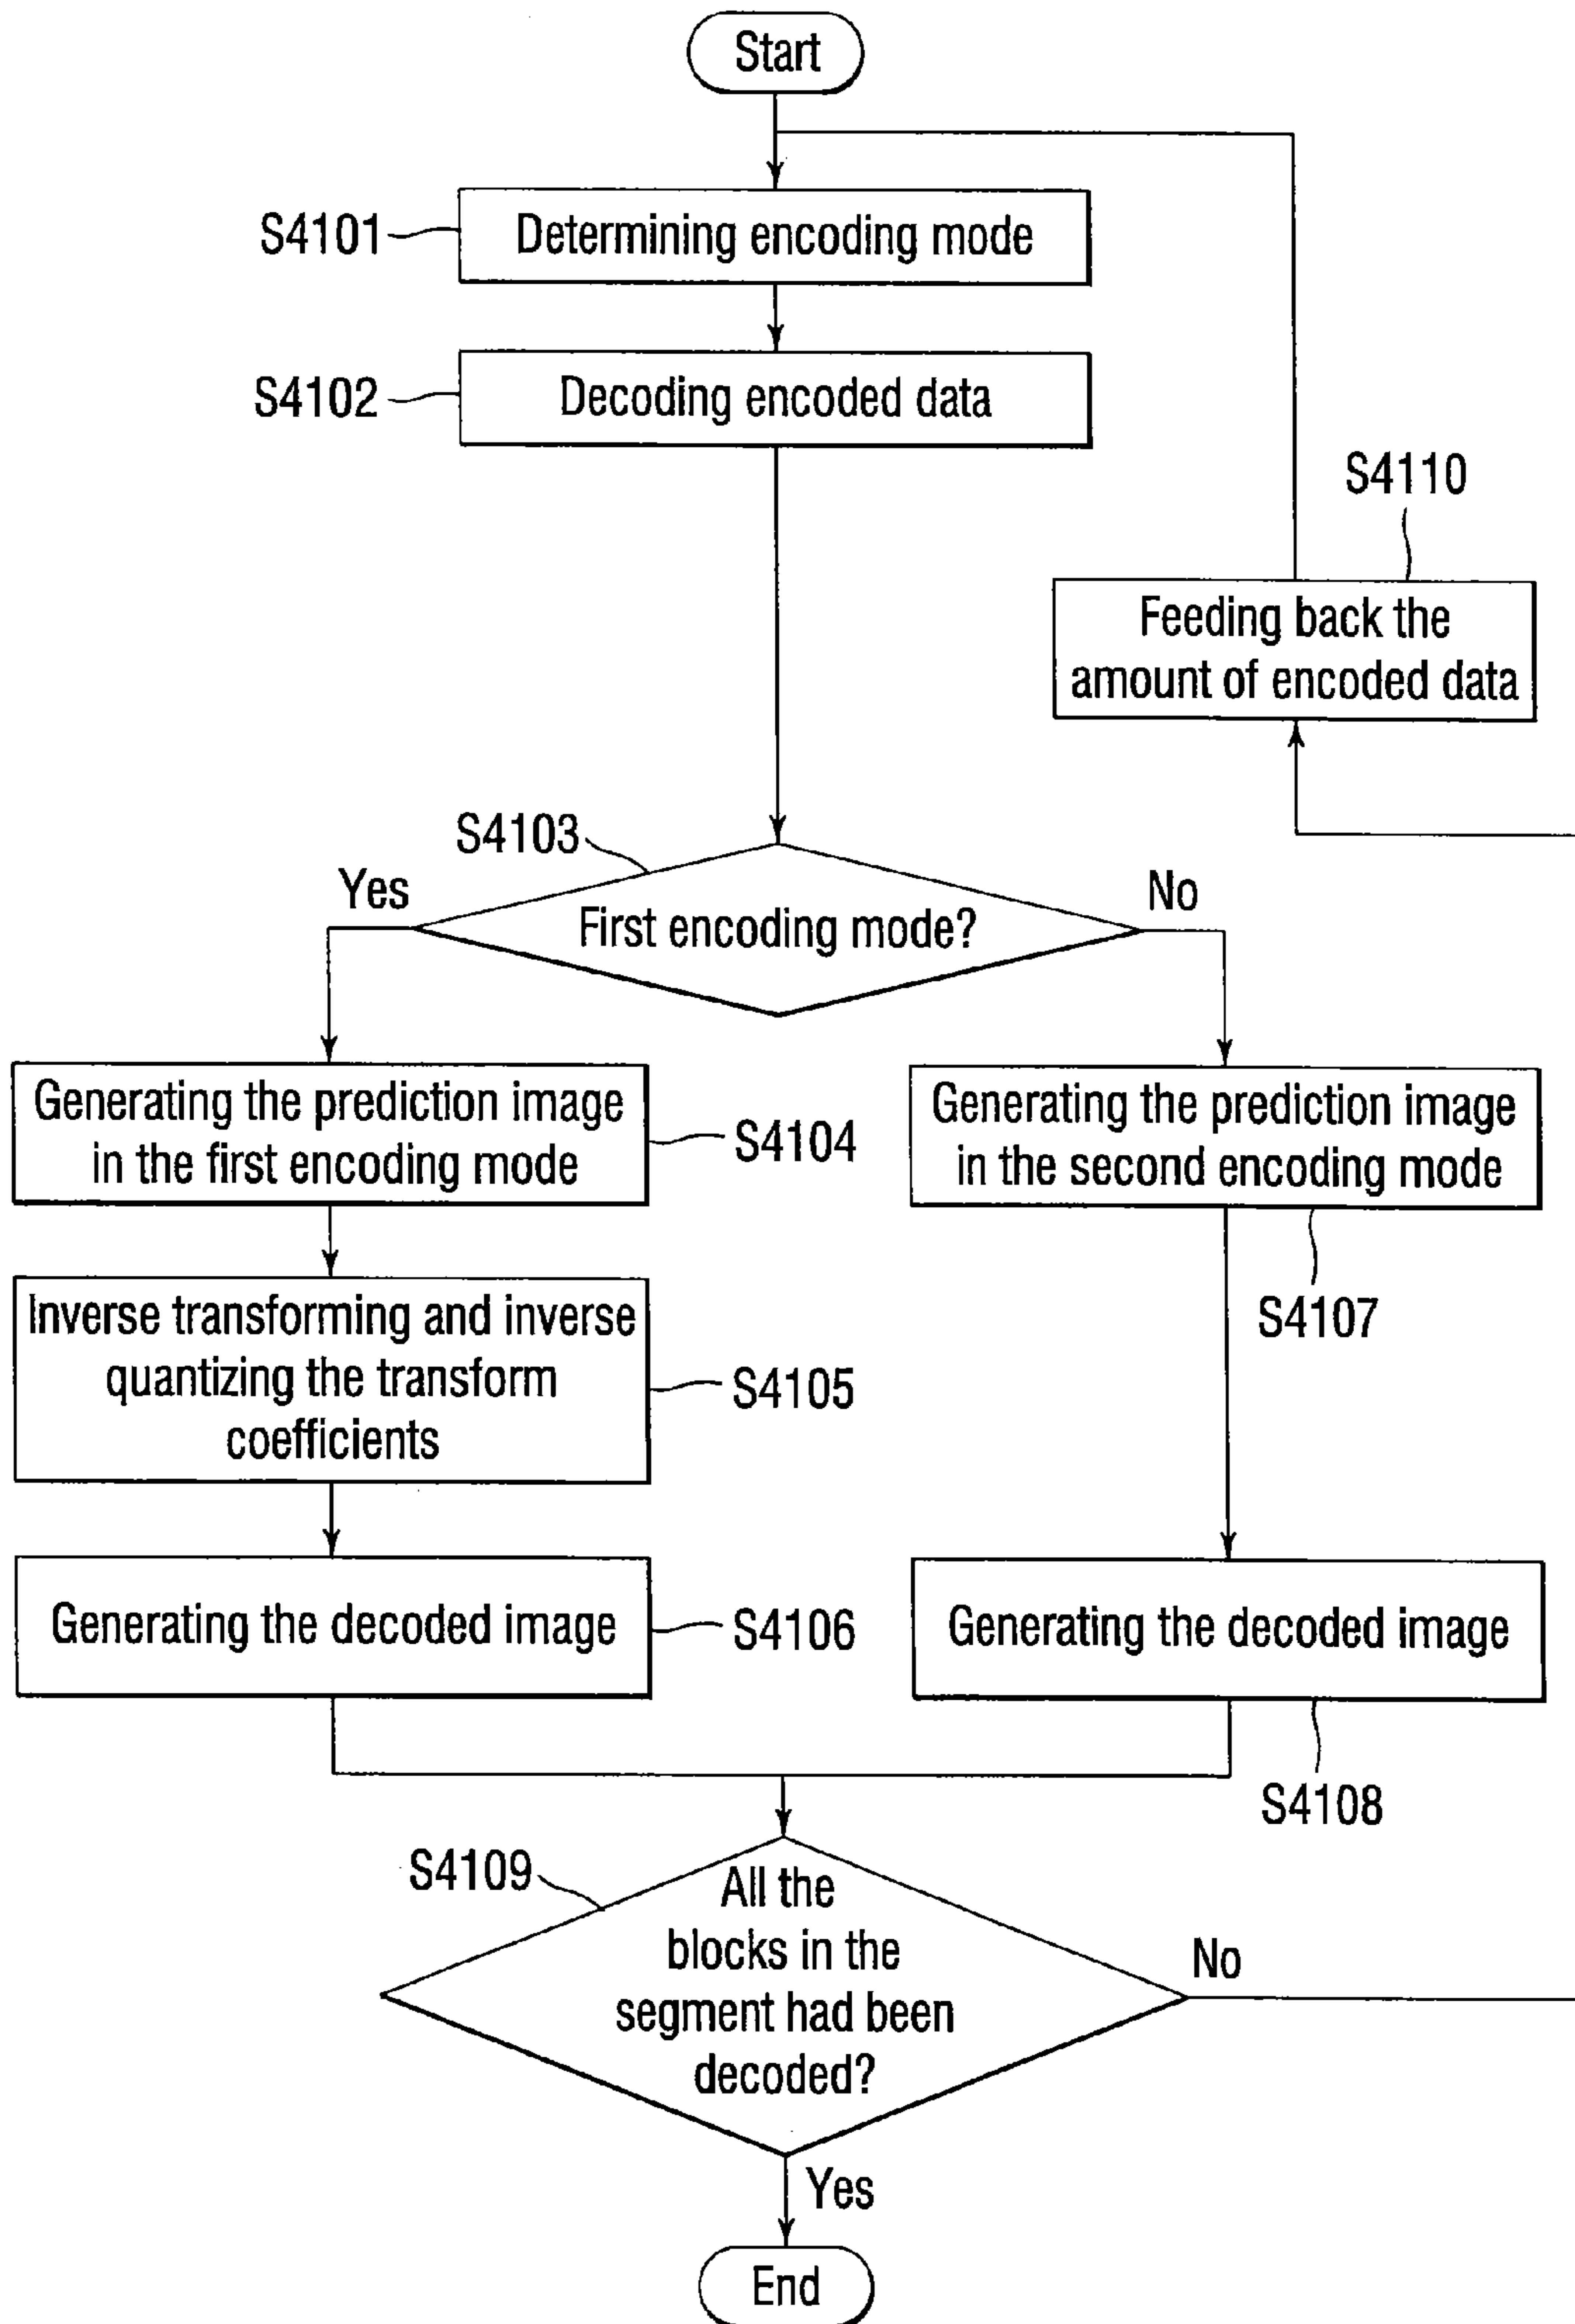 Start
S4101
Determining encoding mode
S4102
Decoding encoded data
S4110
Feeding back the
amount of encoded data
S4103
Yes
First encoding mode?
No
Generating the prediction image
in the first encoding mode
S4104
Generating the prediction image
in the second encoding mode
S4107
Inverse transforming and inverse
quantizing the transform
coefficients
S4105
Generating the decoded image
S4106
Generating the decoded image
S4108
S4109
All the
blocks in the
segment had been
decoded?
No
Yes
End